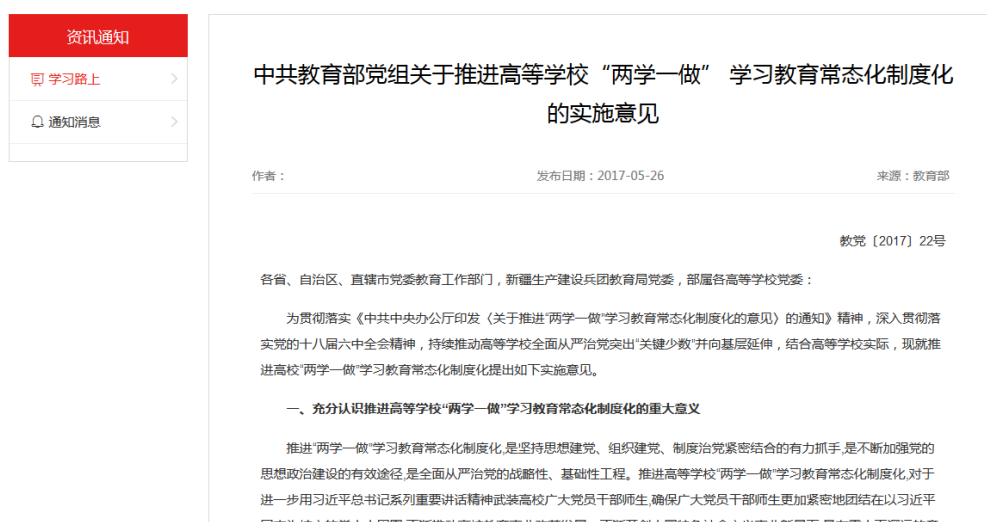 资讯通知
学习路上
通知消息
中共教育部党组关于推进高等学校“两学一做” 学习教育常态化制度化
的实施意见
作者：
发布日期：2017-05-26
来源：教育部
教党〔2017〕22号
各省、自治区、直辖市党委教育工作部门，新疆生产建设兵团教育局党委，部属各高等学校党委：
为贯彻落实《中共中央办公厅印发〈关于推进“两学一做”学习教育常态化制度化的意见〉的通知》精神，深入贯彻落
实党的十八届六中全会精神，持续推动高等学校全面从严治党突出“关键少数”并向基层延伸，结合高等学校实际，现就推
进高校“两学一做”学习教育常态化制度化提出如下实施意见。
一、充分认识推进高等学校“两学一做”学习教育常态化制度化的重大意义
推进“两学一做”学习教育常态化制度化,是坚持思想建党、组织建党、制度治党紧密结合的有力抓手,是不断加强党的
思想政治建设的有效途径,是全面从严治党的战略性、基础性工程。推进高等学校“两学一做”学习教育常态化制度化,对于
进一步用习近平总书记系列重要讲话精神武装高校广大党员干部师生,确保广大党员干部师生更加紧密地团结在以习近平